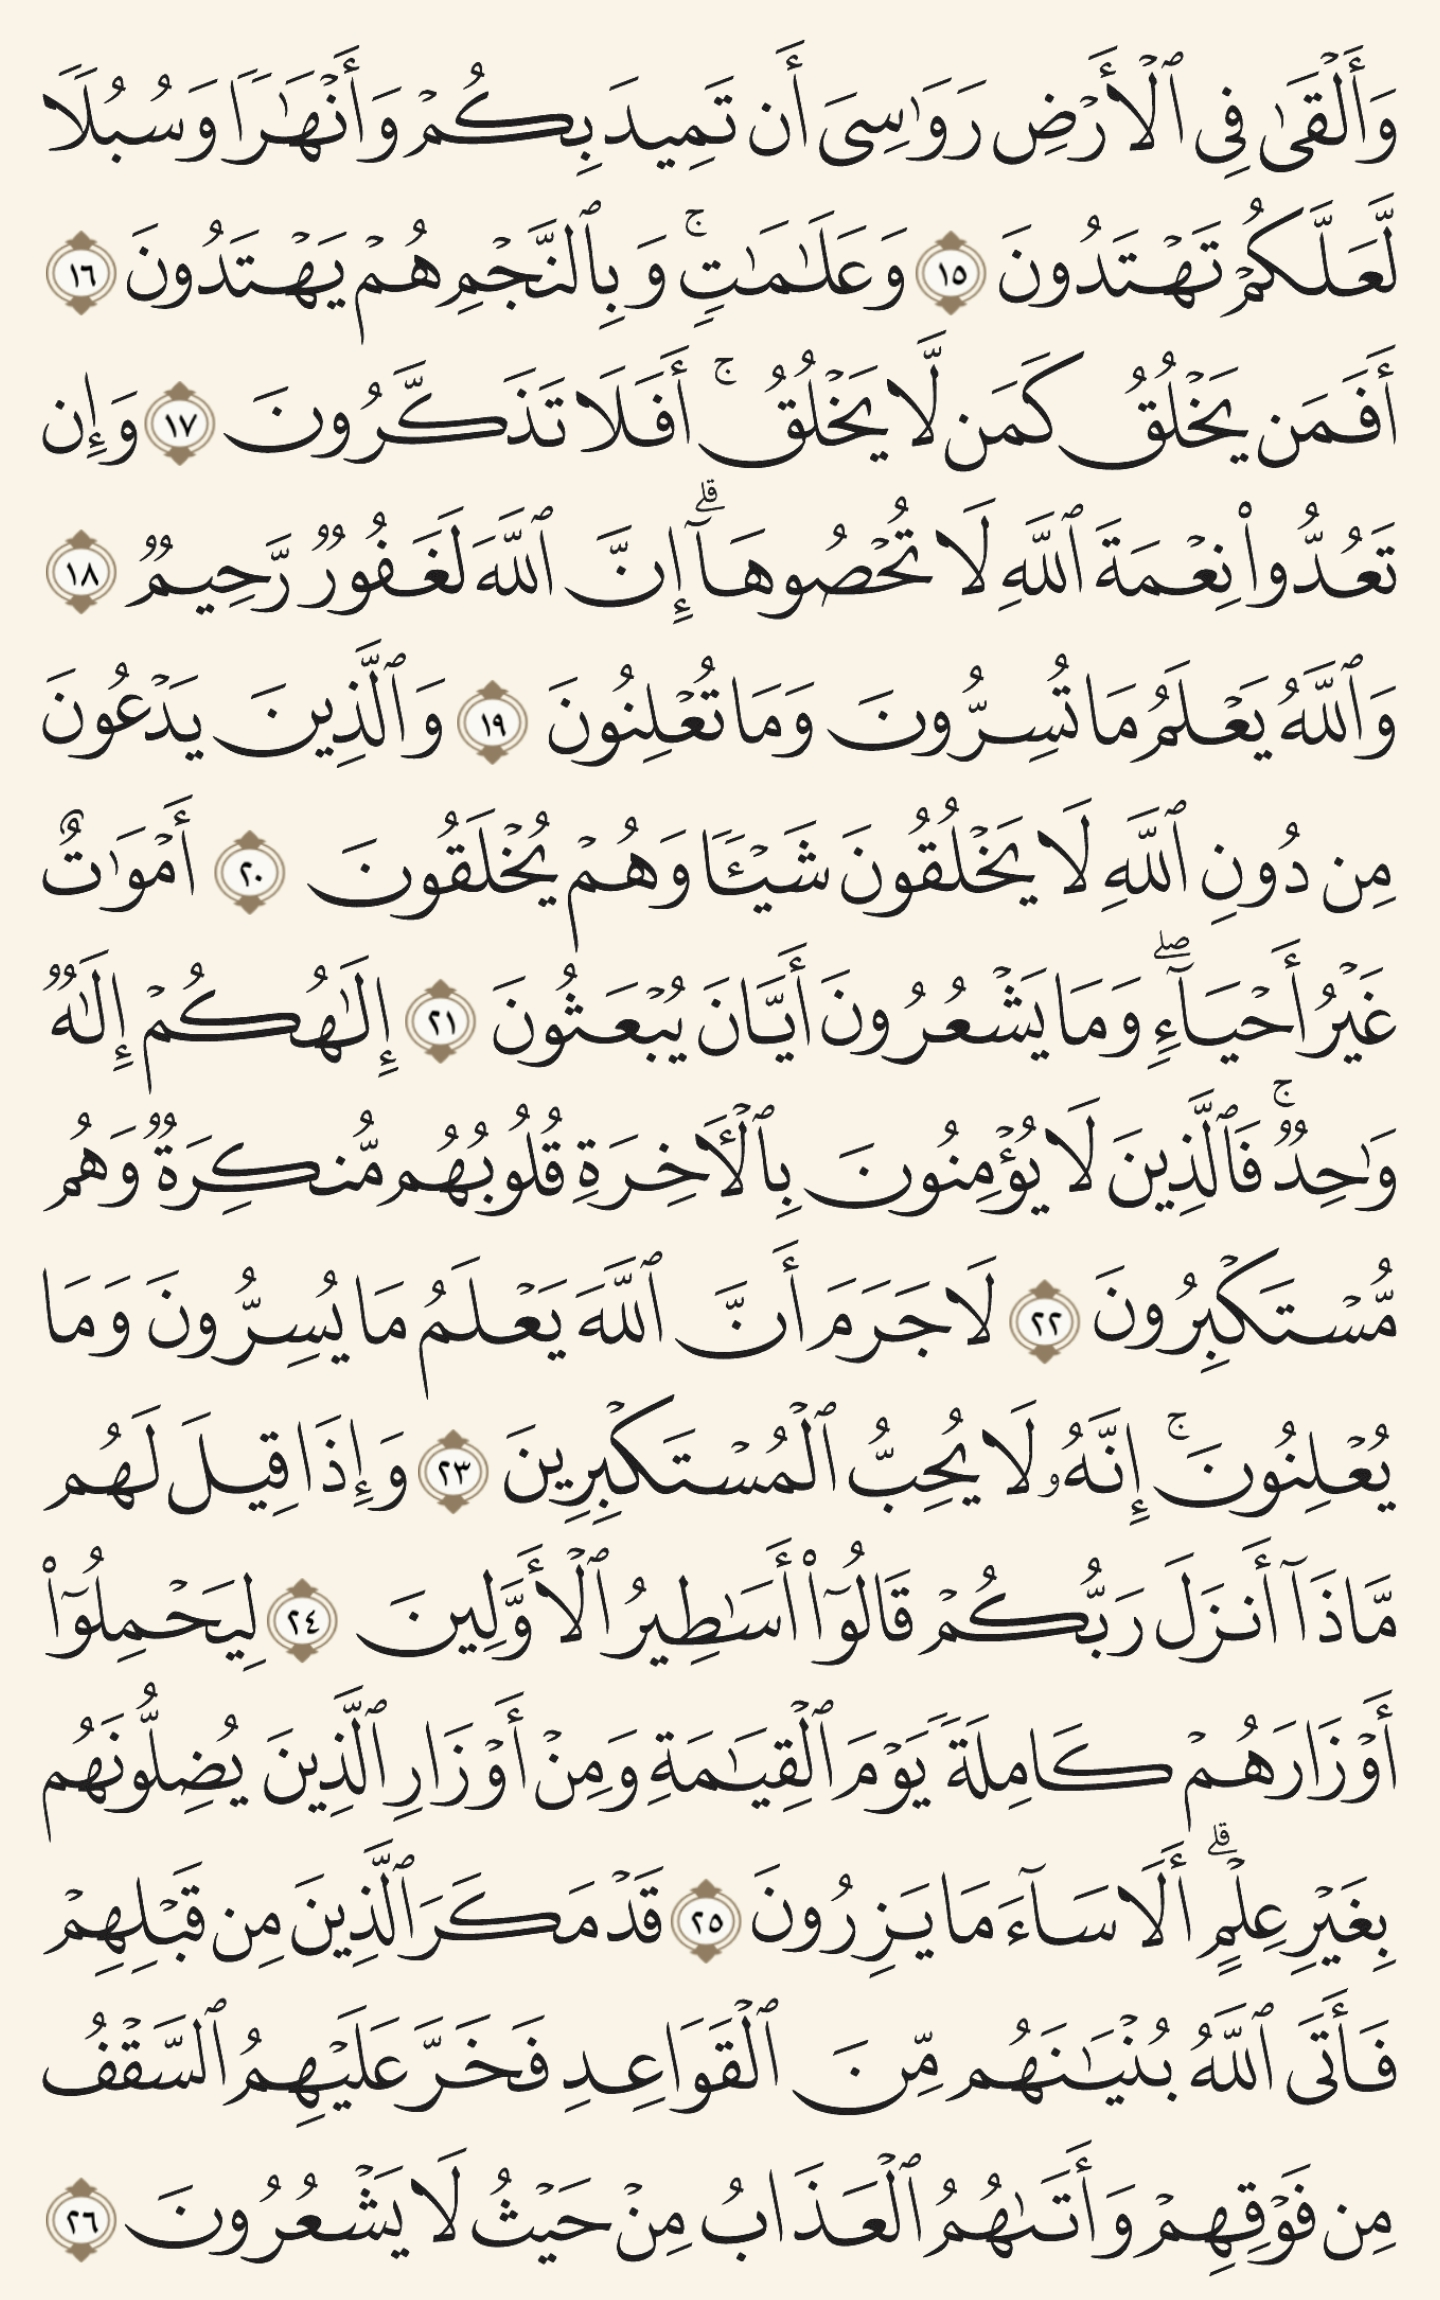 وَأَلْقَىٰ فِى ٱلْأَرْضِ رَوَٰسِىَ أَن تَمِيدَ بِكُمْ وَأَنْهَـٰرًا وَسُبُلًا
لَّعَلَّكُمْ تَهْتَدُونَ ١٥ وَعَلَـٰمَـٰتٍ ۚ وَبِٱلنَّجْمِ هُمْ يَهْتَدُونَ ١٦
أَفَمَن يَخْلُقُ كَمَن لَّا يَخْلُقُ ۚ أَفَلَا تَذَكَّرُونَ ١٧ وَإِن
تَعُدُّوا۟ نِعْمَةَ ٱللَّهِ لَا تُحْصُوهَآ ۗ إِنَّ ٱللَّهَ لَغَفُورٌ رَّحِيمٌ ١٨
وَٱللَّهُ يَعْلَمُ مَا تُسِرُّونَ وَمَا تُعْلِنُونَ ١٩ وَٱلَّذِينَ يَدْعُونَ
مِن دُونِ ٱللَّهِ لَا يَخْلُقُونَ شَيْـًٔا وَهُمْ يُخْلَقُونَ ٢٠ أَمْوَٰتٌ
غَيْرُ أَحْيَآءٍ ۖ وَمَا يَشْعُرُونَ أَيَّانَ يُبْعَثُونَ ٢١ إِلَـٰهُكُمْ إِلَـٰهٌ
وَٰحِدٌ ۚ فَٱلَّذِينَ لَا يُؤْمِنُونَ بِٱلْـَٔاخِرَةِ قُلُوبُهُم مُّنكِرَةٌ وَهُم
مُّسْتَكْبِرُونَ ٢٢ لَا جَرَمَ أَنَّ ٱللَّهَ يَعْلَمُ مَا يُسِرُّونَ وَمَا
يُعْلِنُونَ ۚ إِنَّهُۥ لَا يُحِبُّ ٱلْمُسْتَكْبِرِينَ ٢٣ وَإِذَا قِيلَ لَهُم
مَّاذَآ أَنزَلَ رَبُّكُمْ قَالُوٓا۟ أَسَـٰطِيرُ ٱلْأَوَّلِينَ ٢٤ لِيَحْمِلُوٓا۟
أَوْزَارَهُمْ كَامِلَةً يَوْمَ ٱلْقِيَـٰمَةِ وَمِنْ أَوْزَارِ ٱلَّذِينَ يُضِلُّونَهُم
بِغَيْرِ عِلْمٍ ۗ أَلَا سَآءَ مَا يَزِرُونَ ٢٥ قَدْ مَكَرَ ٱلَّذِينَ مِن قَبْلِهِمْ
فَأَتَى ٱللَّهُ بُنْيَـٰنَهُم مِّنَ ٱلْقَوَاعِدِ فَخَرَّ عَلَيْهِمُ ٱلسَّقْفُ
مِن فَوْقِهِمْ وَأَتَىٰهُمُ ٱلْعَذَابُ مِنْ حَيْثُ لَا يَشْعُرُونَ ٢٦